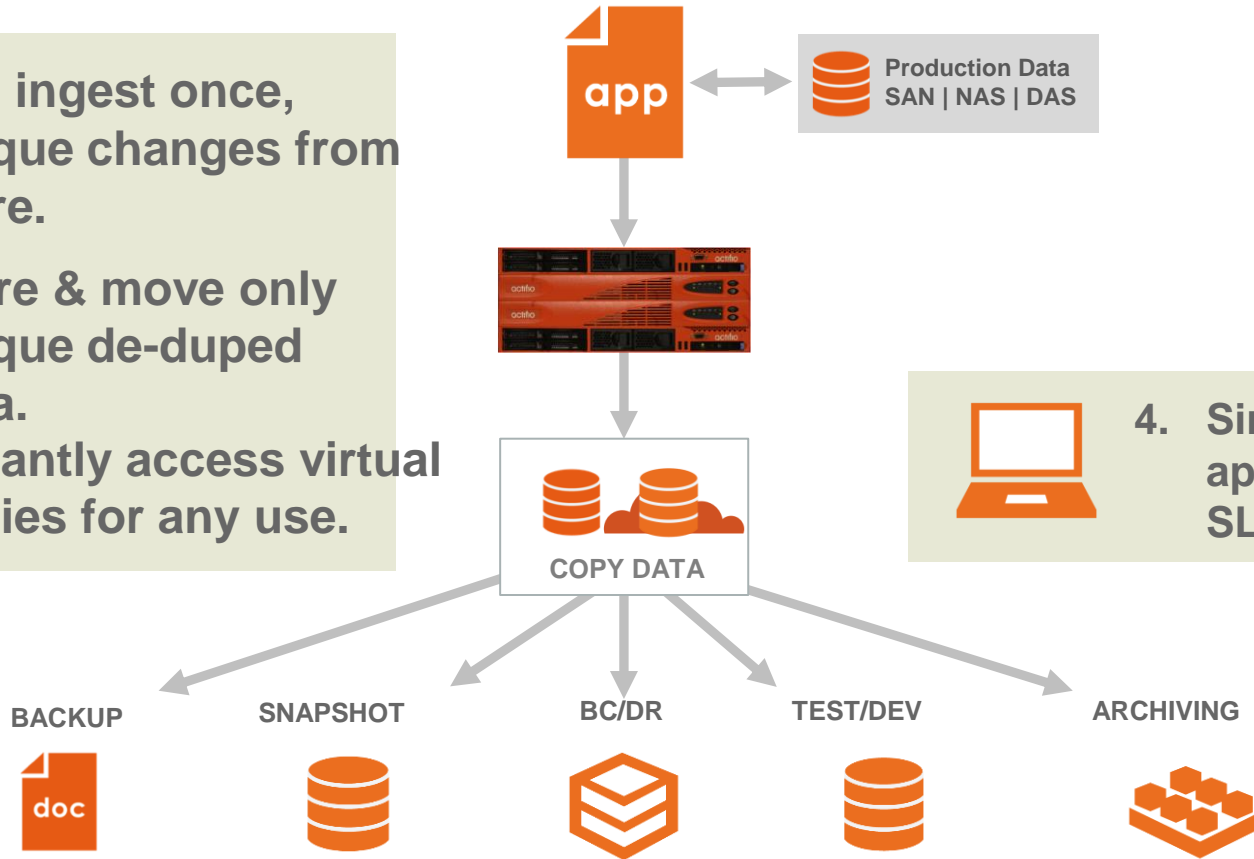 app
Production Data
SAN | NAS | DAS
ingest once,
que changes from
re.
re & move only
que de-duped
a.
antly access virtual
ies for any use.
actifio
actifio
actifio
actifio
4. Sin
ap
SL
COPY DATA
BACKUP
SNAPSHOT
BC/DR
TEST/DEV
ARCHIVING
doc